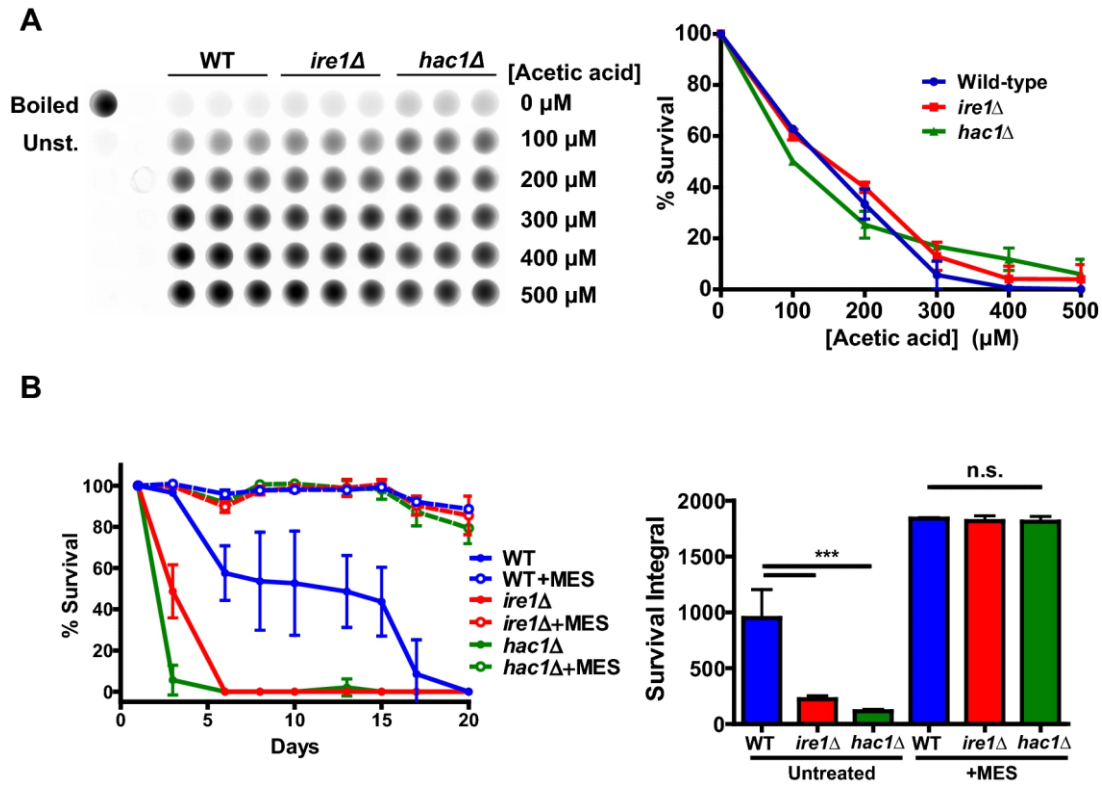 A
WT ire1Δ hac1Δ [Acetic acid]
Boiled 0 µM
Unst. 100 µM
200 µM
300 µM
400 µM
500 µM
% Survival
100
80
60
40
20
0
0 100 200 300 400 500
[Acetic acid] (µM)
Wild-type
ire1Δ
hac1Δ
B
% Survival
100
80
60
40
20
0
0 5 10 15 20
Days
WT
WT+MES
ire1Δ
ire1Δ+MES
hac1Δ
hac1Δ+MES
Survival Integral
2000
1500
1000
500
0
***
n.s.
WT ire1Δ hac1Δ WT ire1Δ hac1Δ
Untreated +MES